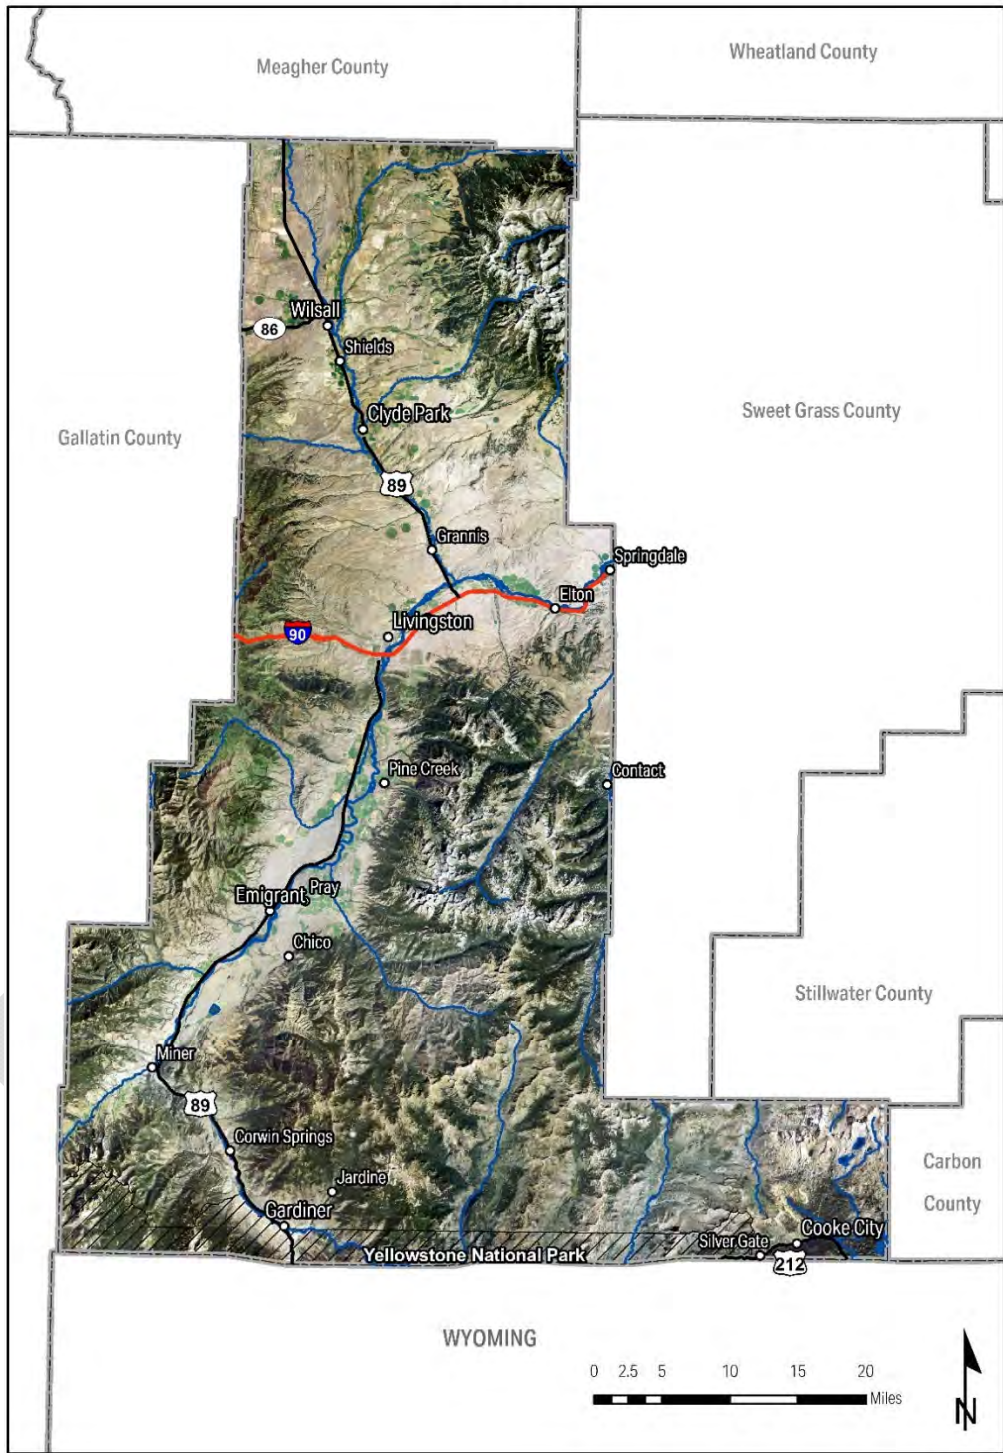 Wheatland County
Meagher County
Wilsall
86
Shields
Clyde Park
Sweet Grass County
Gallatin County
89
Grannis
Springdale
Elton
Livingston
90
Pine Creek
Contact
Pray
Emigrant
Chico
Stillwater County
Miner
89
Corwin Springs
Carbon
County
Jardine
Gardiner
Cooke City
Silver Gate
Yellowstone National Park
212
WYOMING
0 2.5 5 10 15 20
Miles
N